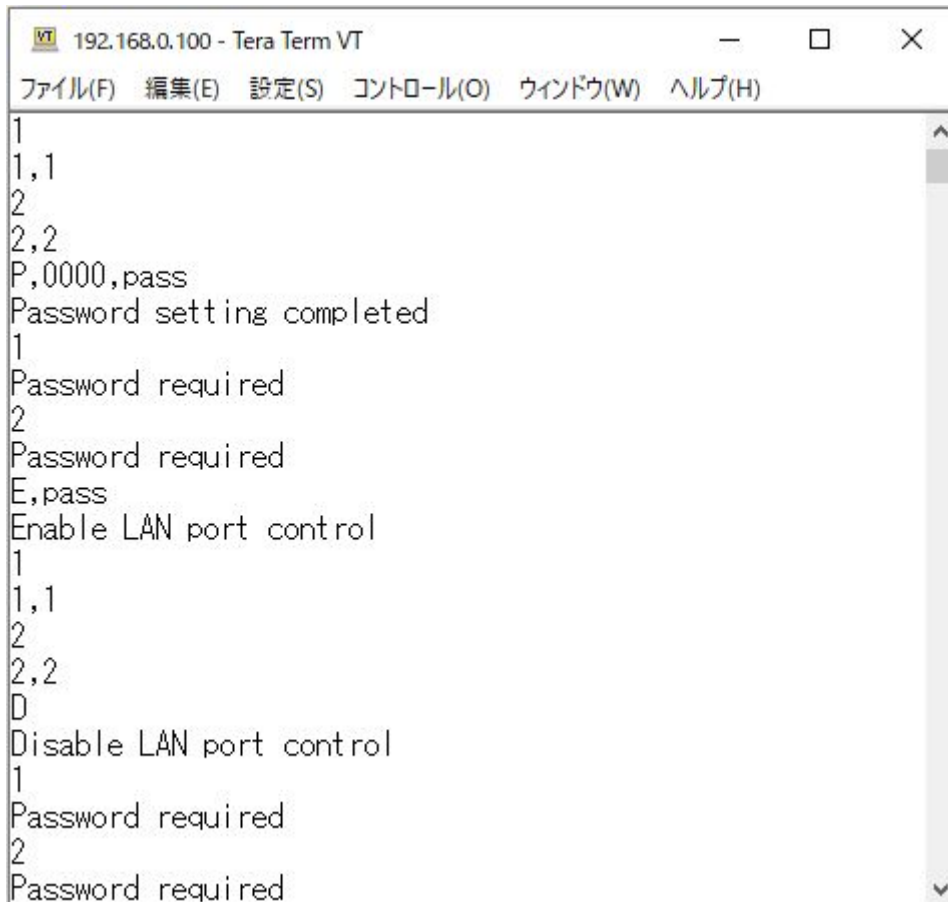 192.168.0.100 - Tera Term VT
ファイル(F) 編集(E) 設定(S) コントロール(O) ウィンドウ(W) ヘルプ(H)
1
1,1
2
2,2
P,0000,pass
Password setting completed
1
Password required
2
Password required
E,pass
Enable LAN port control
1
1,1
2
2,2
D
Disable LAN port control
1
Password required
2
Password required